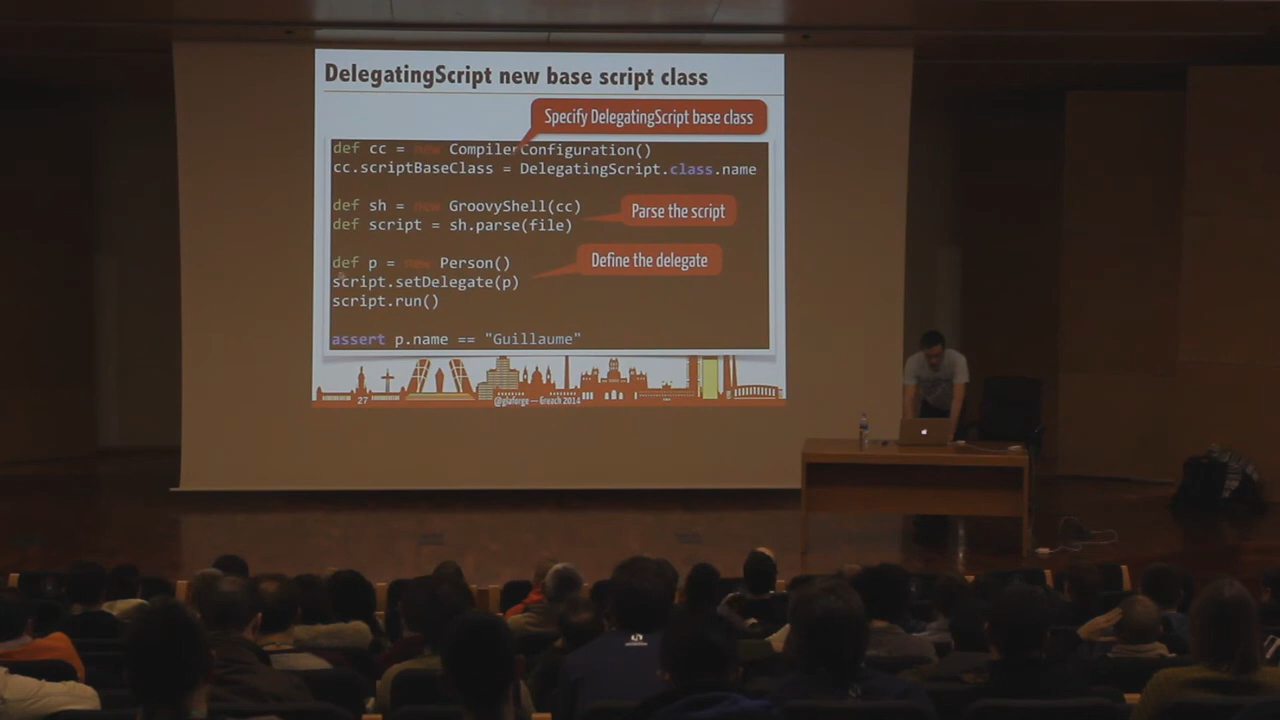 DelegatingScript new base script class
Specify DelegatingScript base class
def cc = new CompilerConfiguration()
cc.scriptBaseClass = DelegatingScript.class.name
def sh = new GroovyShell(cc)
Parse the script
def script = sh.parse(file)
def p = new Person()
Define the delegate
script.setDelegate(p)
script.run()
assert p.name == "Guillaume"
27
@glaforge — Greach 2014